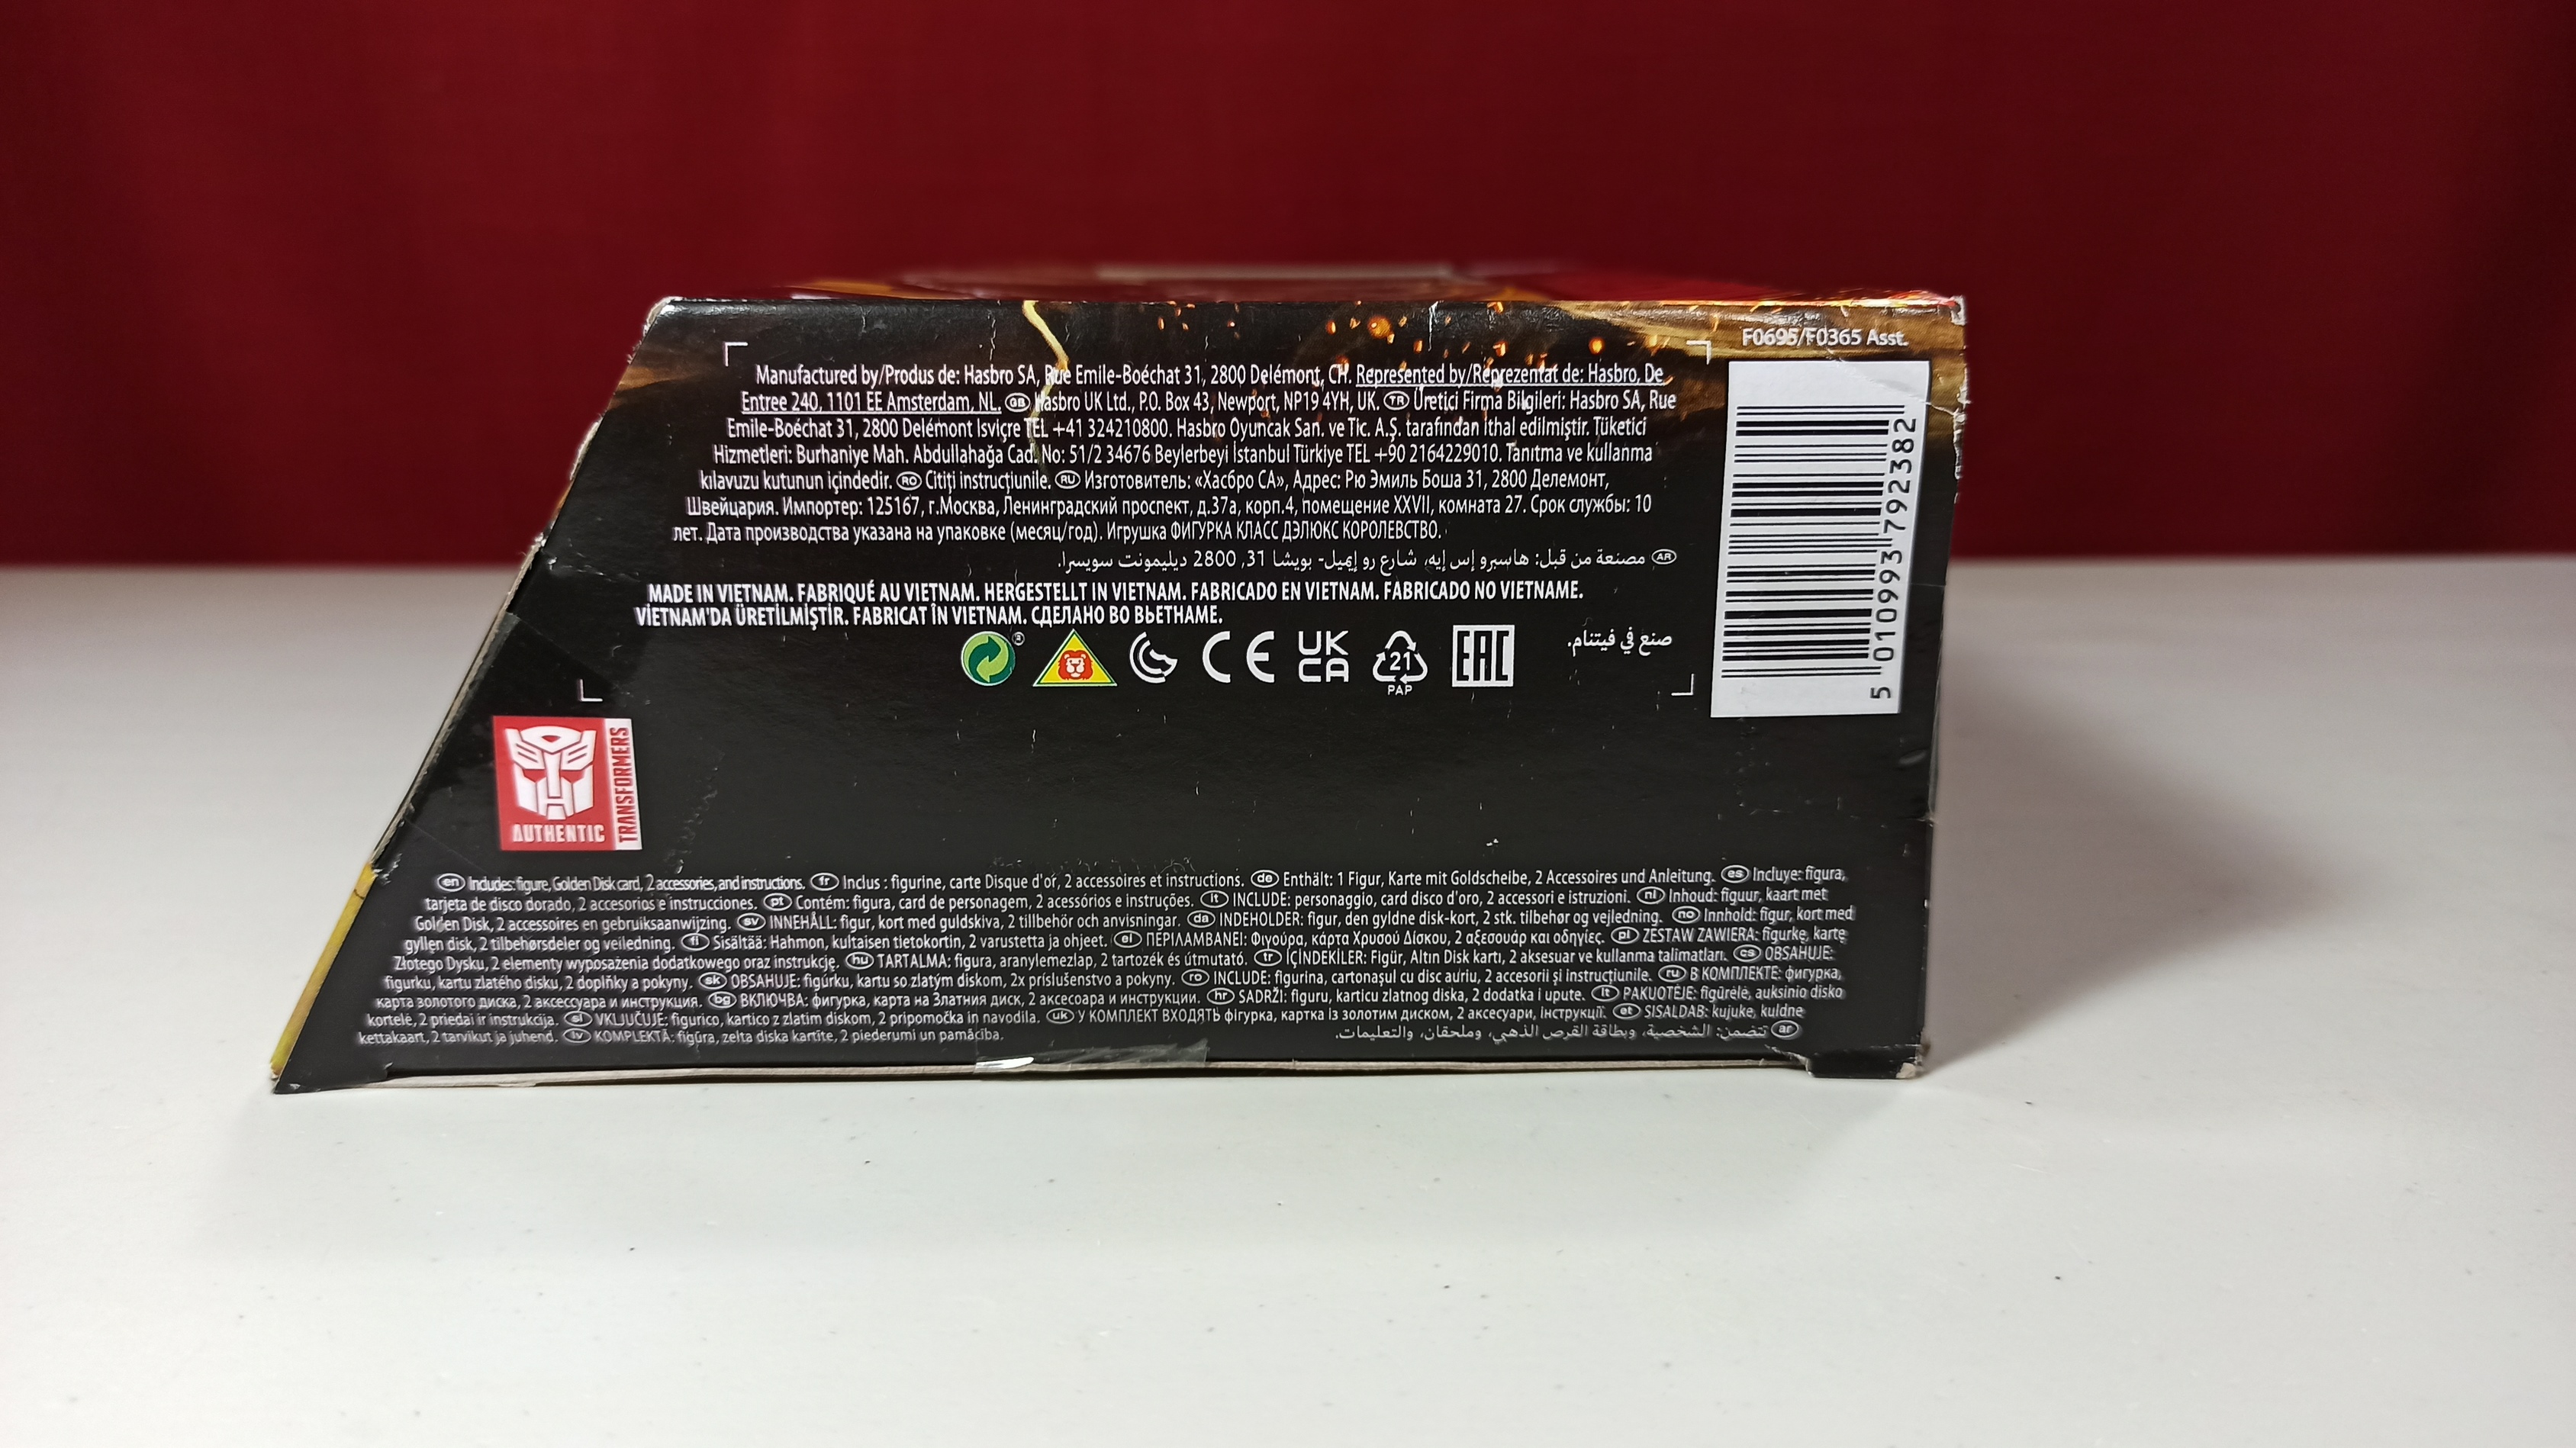 F0695/F0365 Asst.
Manufactured by/Produs de: Hasbro SA, Rue Emile-Boéchat 31, 2800 Delémont, CH. Represented by/Reprezentat de: Hasbro, De
Entree 240, 1101 EE Amsterdam, NL. GB Hasbro UK Ltd., P.O. Box 43, Newport, NP19 4YH, UK. TR Üretici Firma Bilgileri: Hasbro SA, Rue
Emile-Boéchat 31, 2800 Delémont Isviçre TEL +41 324210800. Hasbro Oyuncak San. ve Tic. A.Ş. tarafından ithal edilmiştir. Tüketici
Hizmetleri: Burhaniye Mah. Abdullahağa Cad. No: 51/2 34676 Beylerbeyi İstanbul Türkiye TEL +90 2164229010. Tanıtma ve kullanma
kılavuzu kutunun içindedir. RO Citiți instrucțiunile. RU Изготовитель: «Хасбро СА», Адрес: Рю Эмиль Боша 31, 2800 Делемонт,
Швейцария. Импортер: 125167, г.Москва, Ленинградский проспект, д.37а, корп.4, помещение XXVII, комната 27. Срок службы: 10
лет. Дата производства указана на упаковке (месяц/год). Игрушка ФИГУРКА КЛАСС ДЭЛЮКС КОРОЛЕВСТВО.
AR مصنعة من قبل: هاسبرو إس إيه، شارع رو إيميل- بويشا 31, 2800 ديليمونت سويسرا.
MADE IN VIETNAM. FABRIQUÉ AU VIETNAM. HERGESTELLT IN VIETNAM. FABRICADO EN VIETNAM. FABRICADO NO VIETNAME.
VİETNAM'DA ÜRETİLMİŞTİR. FABRICAT ÎN VIETNAM. СДЕЛАНО ВО ВЬЕТНАМЕ.
صنع في فيتنام.
CE
UK
CA
21
PAP
EAC
5 010993 792382
AUTHENTIC
TRANSFORMERS
en Includes: figure, Golden Disk card, 2 accessories, and instructions. fr Inclus : figurine, carte Disque d'or, 2 accessoires et instructions. de Enthält: 1 Figur, Karte mit Goldscheibe, 2 Accessoires und Anleitung. es Incluye: figura,
tarjeta de disco dorado, 2 accesorios e instrucciones. pt Contém: figura, card de personagem, 2 acessórios e instruções. it INCLUDE: personaggio, card disco d'oro, 2 accessori e istruzioni. nl Inhoud: figuur, kaart met
Golden Disk, 2 accessoires en gebruiksaanwijzing. sv INNEHÅLL: figur, kort med guldskiva, 2 tillbehör och anvisningar. da INDEHOLDER: figur, den gyldne disk-kort, 2 stk. tilbehør og vejledning. no Innhold: figur, kort med
gyllen disk, 2 tilbehørsdeler og veiledning. fi Sisältää: Hahmon, kultaisen tietokortin, 2 varustetta ja ohjeet. el ΠΕΡΙΛΑΜΒΑΝΕΙ: Φιγούρα, κάρτα Χρυσού Δίσκου, 2 αξεσουάρ και οδηγίες. pl ZESTAW ZAWIERA: figurkę, kartę
Złotego Dysku, 2 elementy wyposażenia dodatkowego oraz instrukcję. hu TARTALMA: figura, aranylemezlap, 2 tartozék és útmutató. tr İÇİNDEKİLER: Figür, Altın Disk kartı, 2 aksesuar ve kullanma talimatları. cs OBSAHUJE:
figurku, kartu zlatého disku, 2 doplňky a pokyny. sk OBSAHUJE: figúrku, kartu so zlatým diskom, 2x príslušenstvo a pokyny. ro INCLUDE: figurina, cartonașul cu disc auriu, 2 accesorii și instrucțiunile. ru В КОМПЛЕКТЕ: фигурка,
карта золотого диска, 2 аксессуара и инструкция. bg ВКЛЮЧВА: фигурка, карта на Златния диск, 2 аксесоара и инструкции. hr SADRŽI: figuru, karticu zlatnog diska, 2 dodatka i upute. lt PAKUOTĖJE: figūrėlė, auksinio disko
kortelė, 2 priedai ir instrukcija. sl VKLJUČUJE: figurico, kartico z zlatim diskom, 2 pripomočka in navodila. uk У КОМПЛЕКТ ВХОДЯТЬ фігурка, картка із золотим диском, 2 аксесуари, інструкції. et SISALDAB: kujuke, kuldne
kettakaart, 2 tarvikut ja juhend. lv KOMPLEKTĀ: figūra, zelta diska kartīte, 2 piederumi un pamācība.
ar تتضمن: الشخصية، وبطاقة القرص الذهبي، وملحقان، والتعليمات.